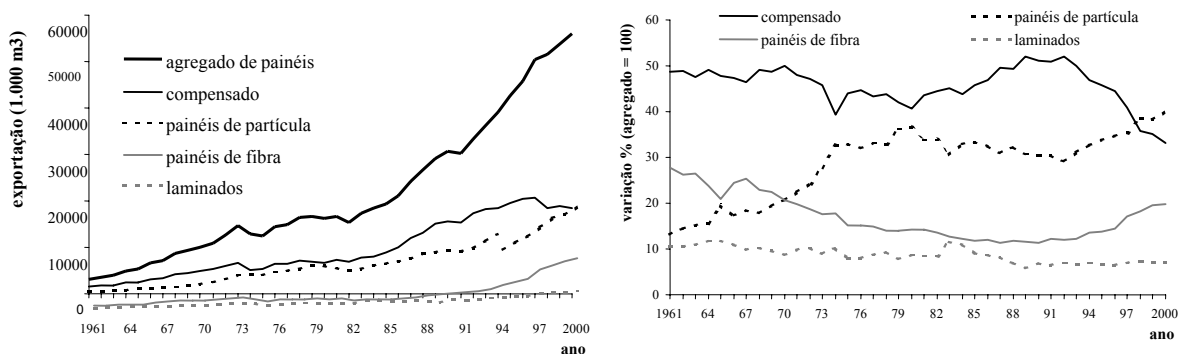 exportação (1.000 m3)
60000
50000
40000
30000
20000
10000
0
agregado de painéis
compensado
painéis de partícula
painéis de fibra
laminados
1961 64 67 70 73 76 79 82 85 88 91 94 97 2000
ano
compensado painéis de partícula
painéis de fibra laminados
variação % (agregado = 100)
60
50
40
30
20
10
0
1961 64 67 70 73 76 79 82 85 88 91 94 97 2000
ano